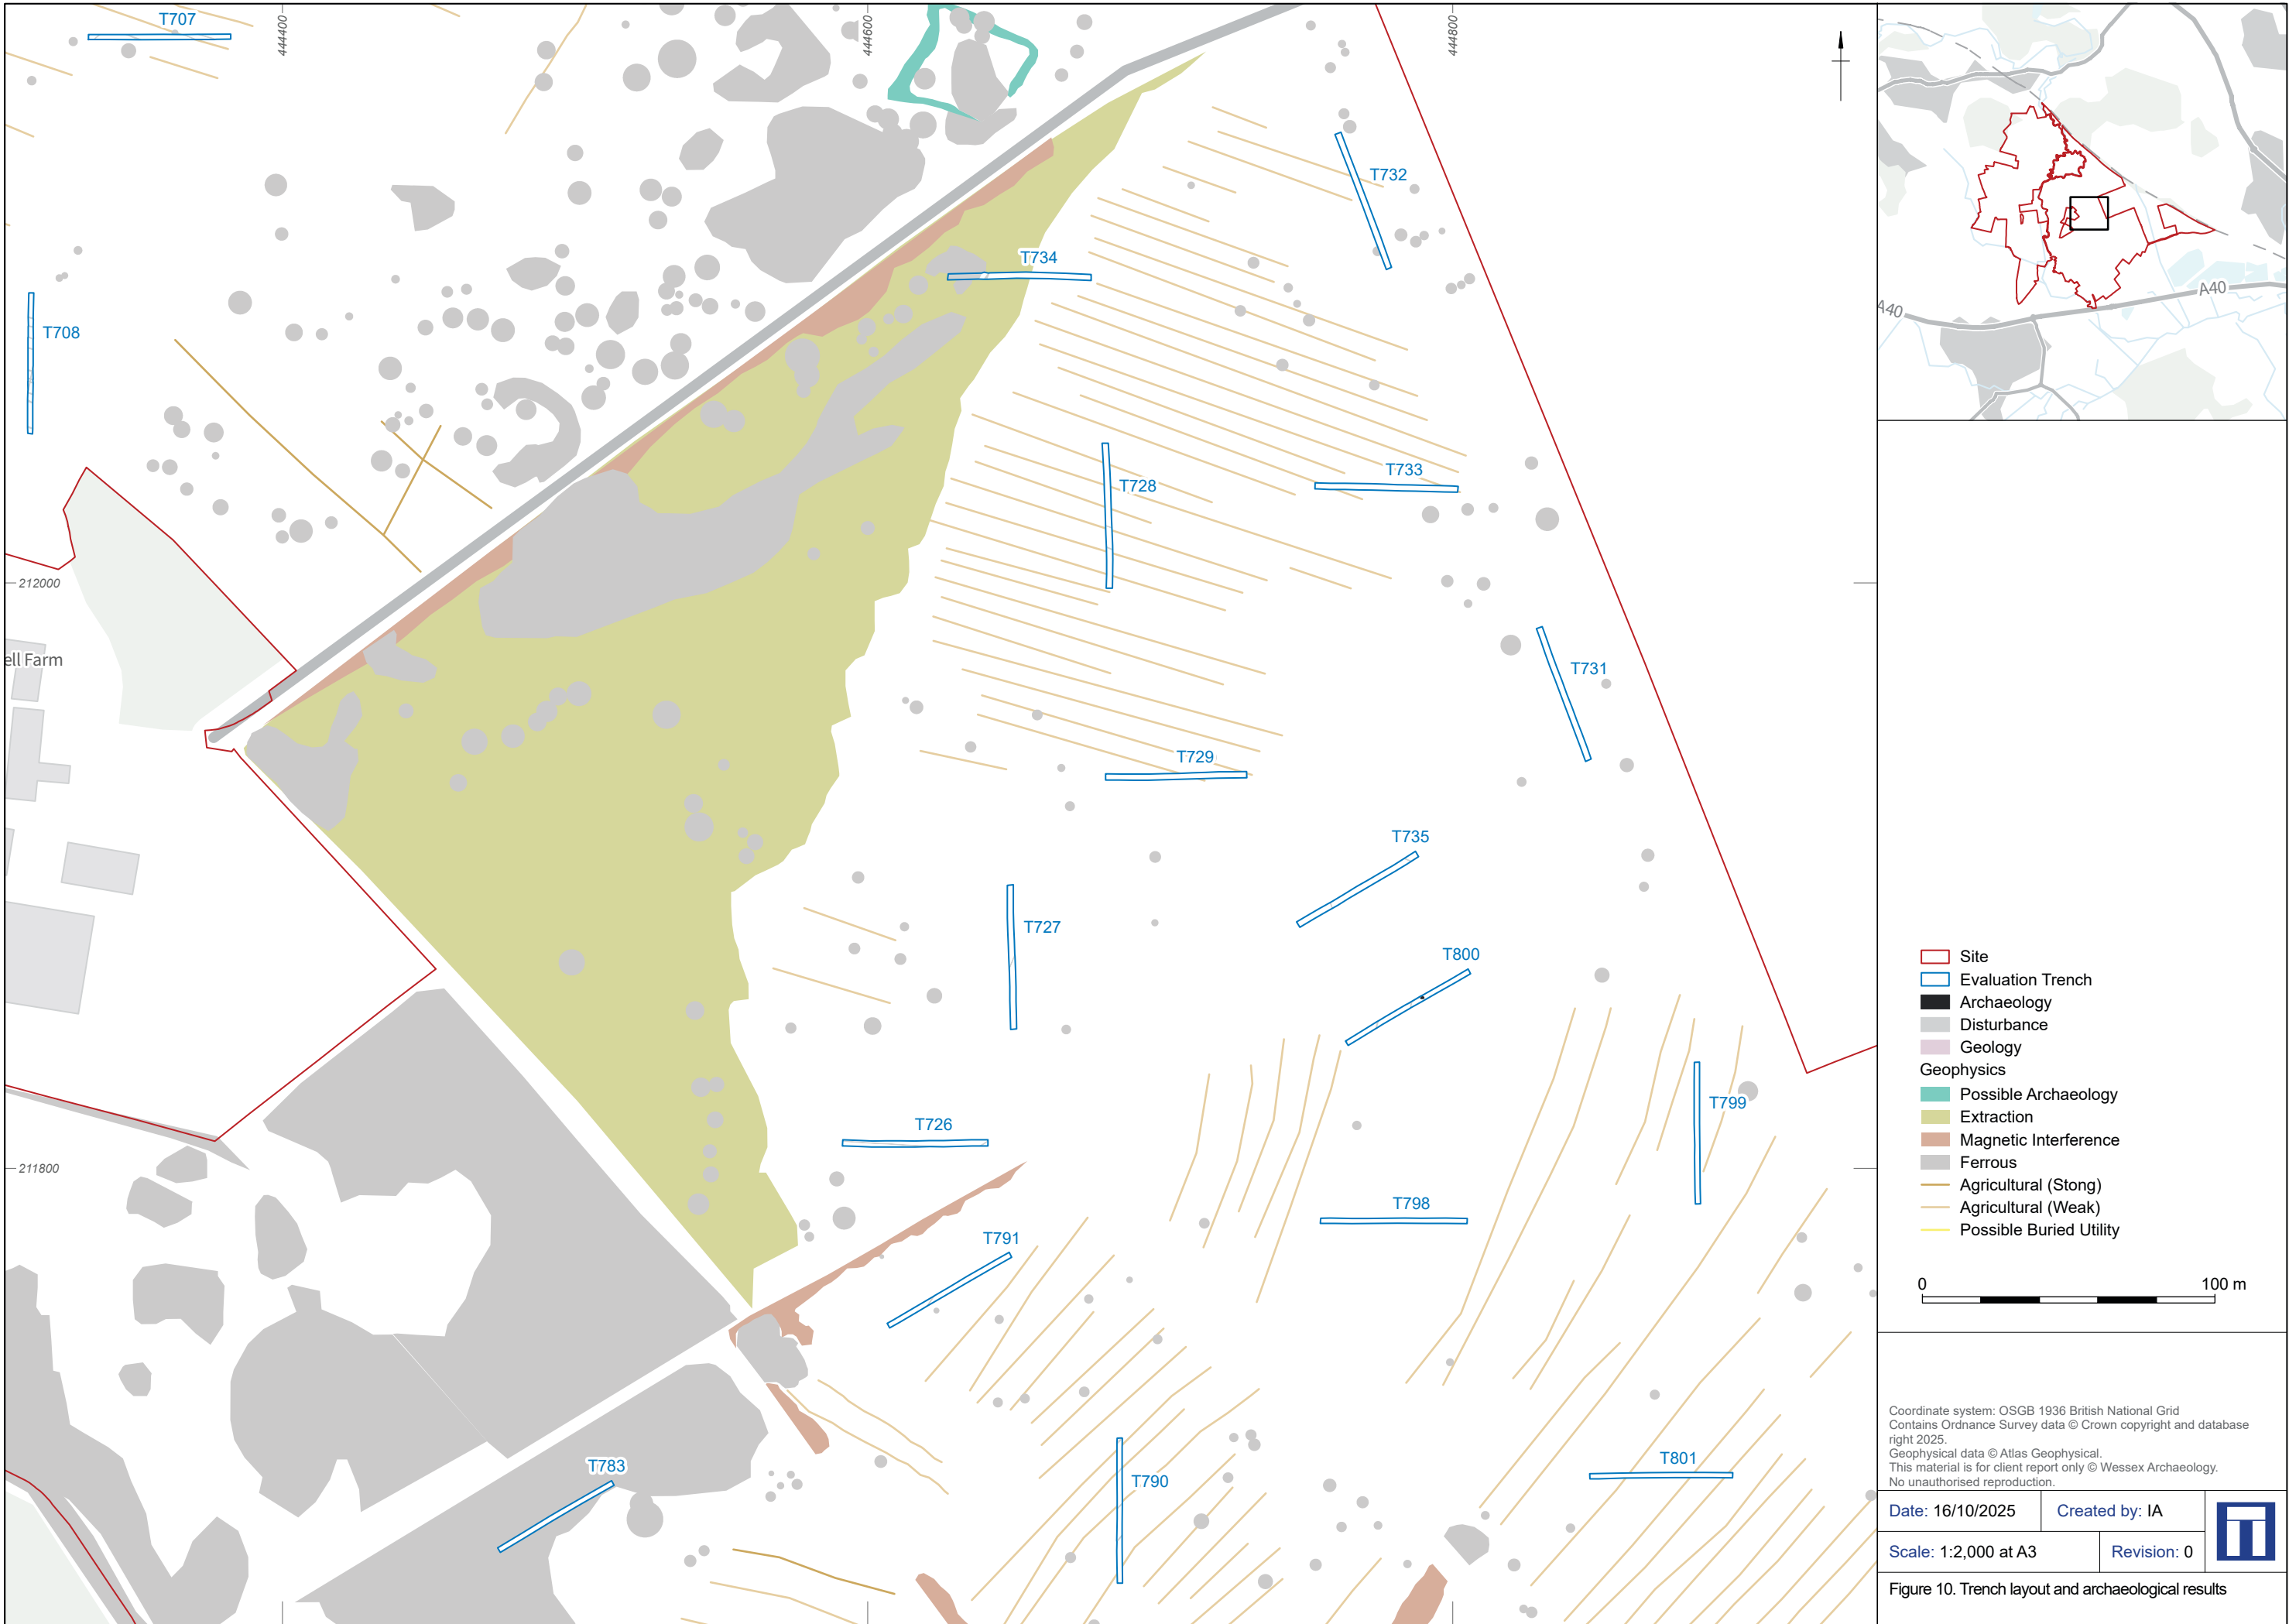 T707
444400
444600
444800
T732
T734
T708
T733
T728
212000
ell Farm
T731
T729
T735
T727
T800
T799
T726
211800
T798
T791
T783
T790
T801
A40
A40
Site
Evaluation Trench
Archaeology
Disturbance
Geology
Geophysics
Possible Archaeology
Extraction
Magnetic Interference
Ferrous
Agricultural (Stong)
Agricultural (Weak)
Possible Buried Utility
0 100 m
Coordinate system: OSGB 1936 British National Grid
Contains Ordnance Survey data © Crown copyright and database
right 2025.
Geophysical data © Atlas Geophysical.
This material is for client report only © Wessex Archaeology.
No unauthorised reproduction.
Date: 16/10/2025 Created by: IA
Scale: 1:2,000 at A3 Revision: 0
Figure 10. Trench layout and archaeological results